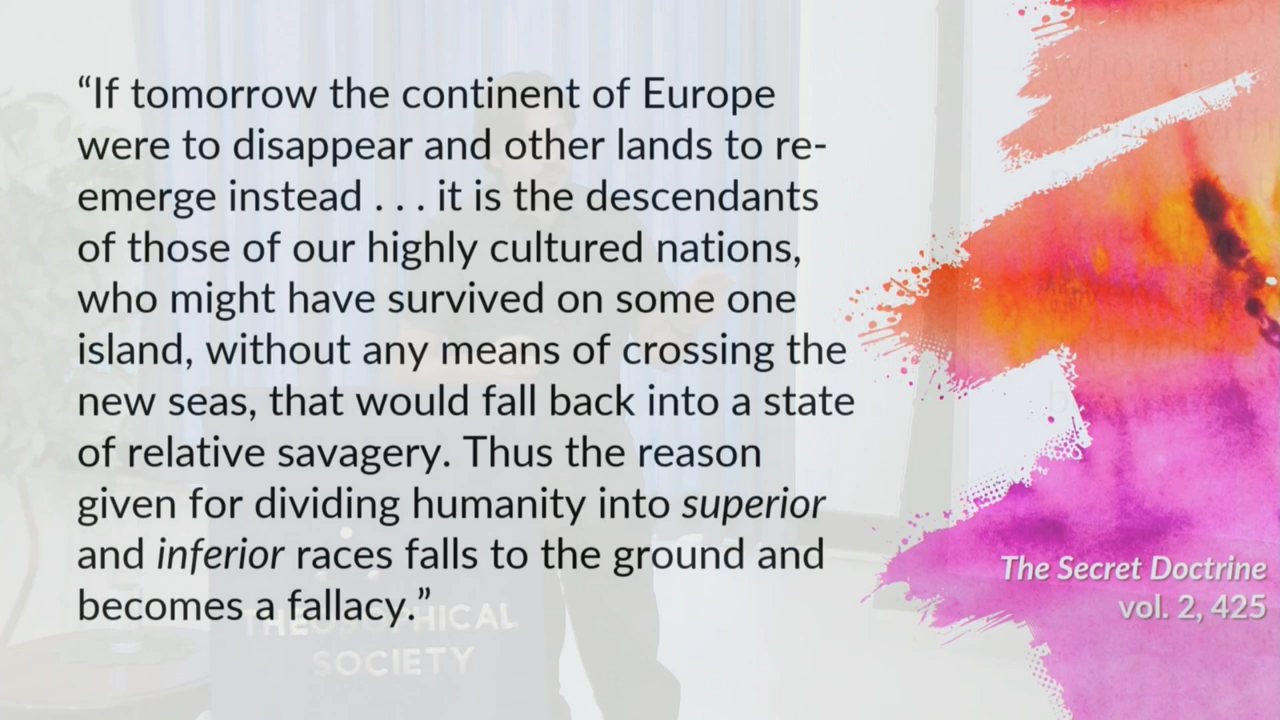 “If tomorrow the continent of Europe
were to disappear and other lands to re-
emerge instead . . . it is the descendants
of those of our highly cultured nations,
who might have survived on some one
island, without any means of crossing the
new seas, that would fall back into a state
of relative savagery. Thus the reason
given for dividing humanity into superior
and inferior races falls to the ground and
becomes a fallacy.”
THEOSOPHICAL
SOCIETY
The Secret Doctrine
vol. 2, 425